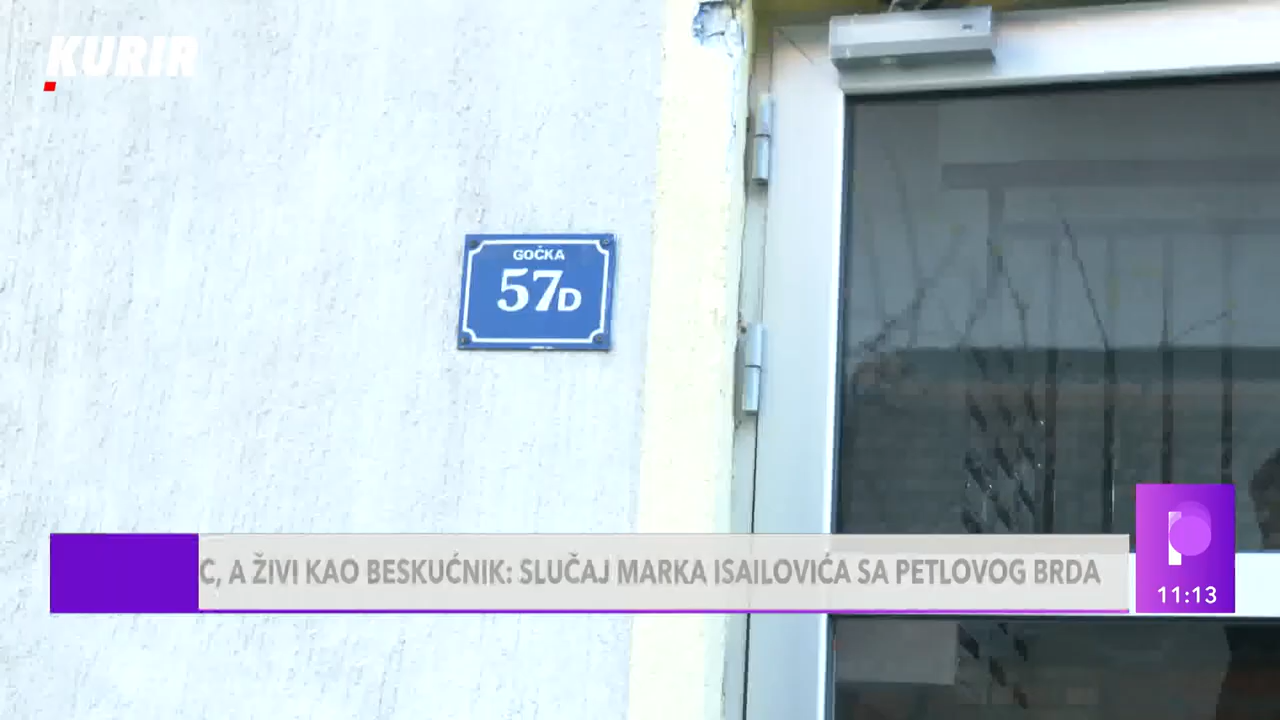 KURIR
GOČKA
57D
C, A ŽIVI KAO BESKUĆNIK: SLUČAJ MARKA ISAILOVIĆA SA PETLOVOG BRDA
P
11:13